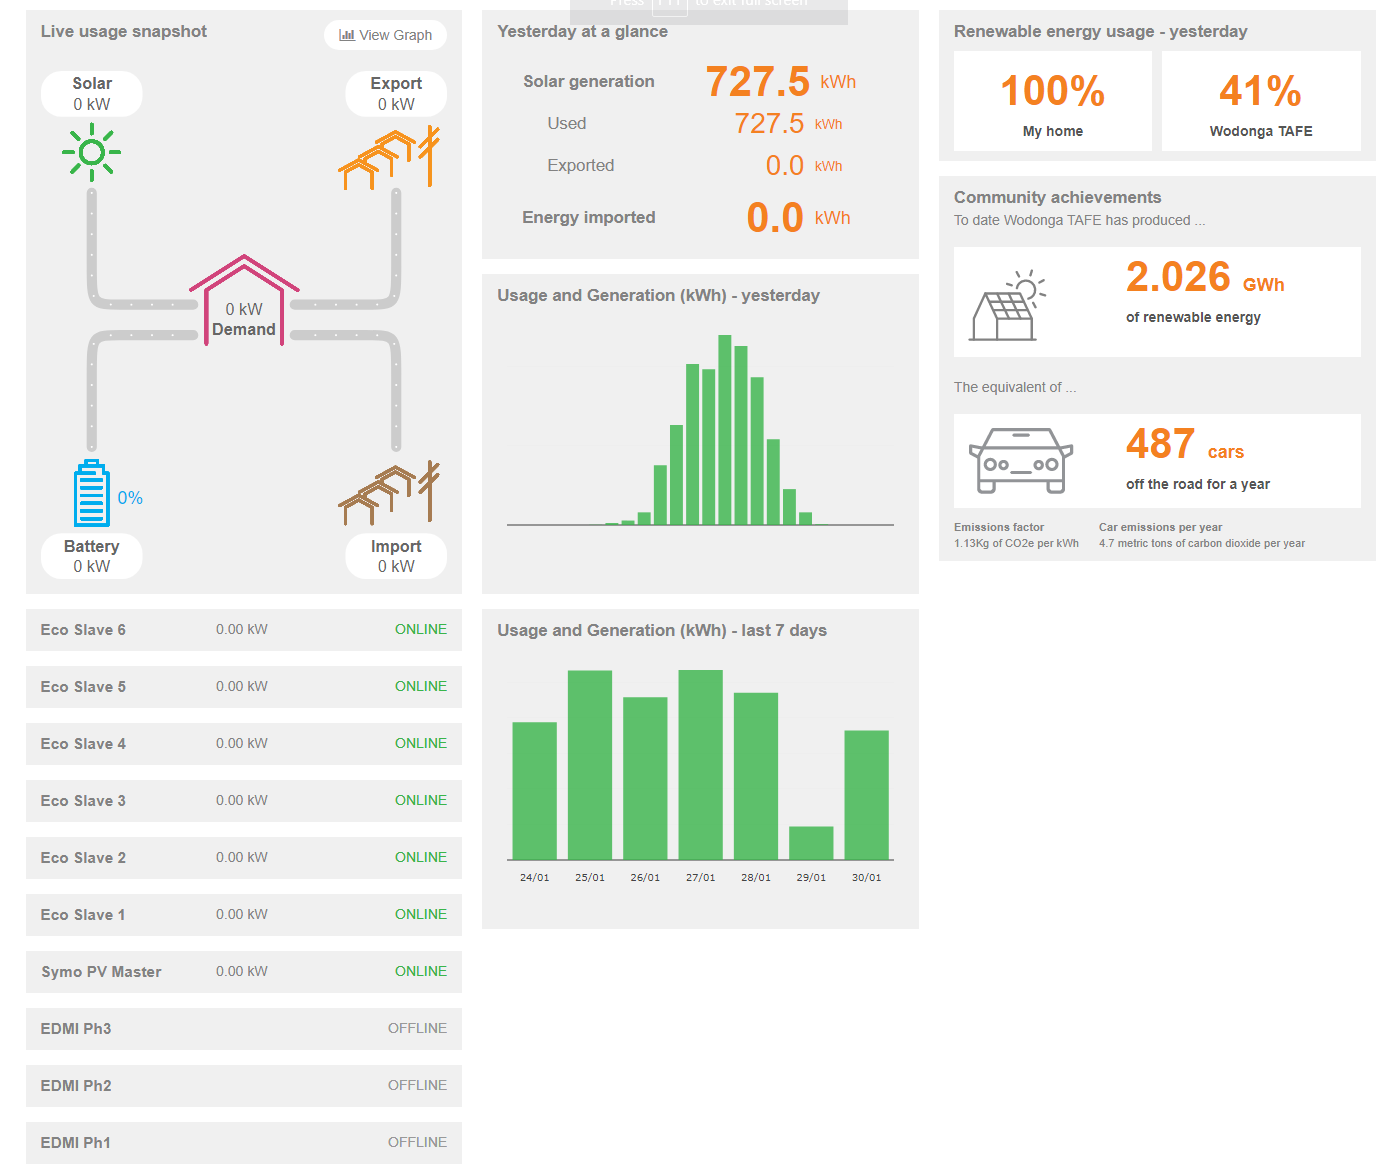 Press F11 to exit full screen
Live usage snapshot
View Graph
Solar
0 kW
Export
0 kW
0 kW
Demand
0%
Battery
0 kW
Import
0 kW
Eco Slave 6 0.00 kW ONLINE
Eco Slave 5 0.00 kW ONLINE
Eco Slave 4 0.00 kW ONLINE
Eco Slave 3 0.00 kW ONLINE
Eco Slave 2 0.00 kW ONLINE
Eco Slave 1 0.00 kW ONLINE
Symo PV Master 0.00 kW ONLINE
EDMI Ph3 OFFLINE
EDMI Ph2 OFFLINE
EDMI Ph1 OFFLINE
Yesterday at a glance
Solar generation 727.5 kWh
Used 727.5 kWh
Exported 0.0 kWh
Energy imported 0.0 kWh
Usage and Generation (kWh) - yesterday
Usage and Generation (kWh) - last 7 days
24/01 25/01 26/01 27/01 28/01 29/01 30/01
Renewable energy usage - yesterday
100%
My home
41%
Wodonga TAFE
Community achievements
To date Wodonga TAFE has produced ...
2.026 GWh
of renewable energy
The equivalent of ...
487 cars
off the road for a year
Emissions factor
1.13Kg of CO2e per kWh
Car emissions per year
4.7 metric tons of carbon dioxide per year